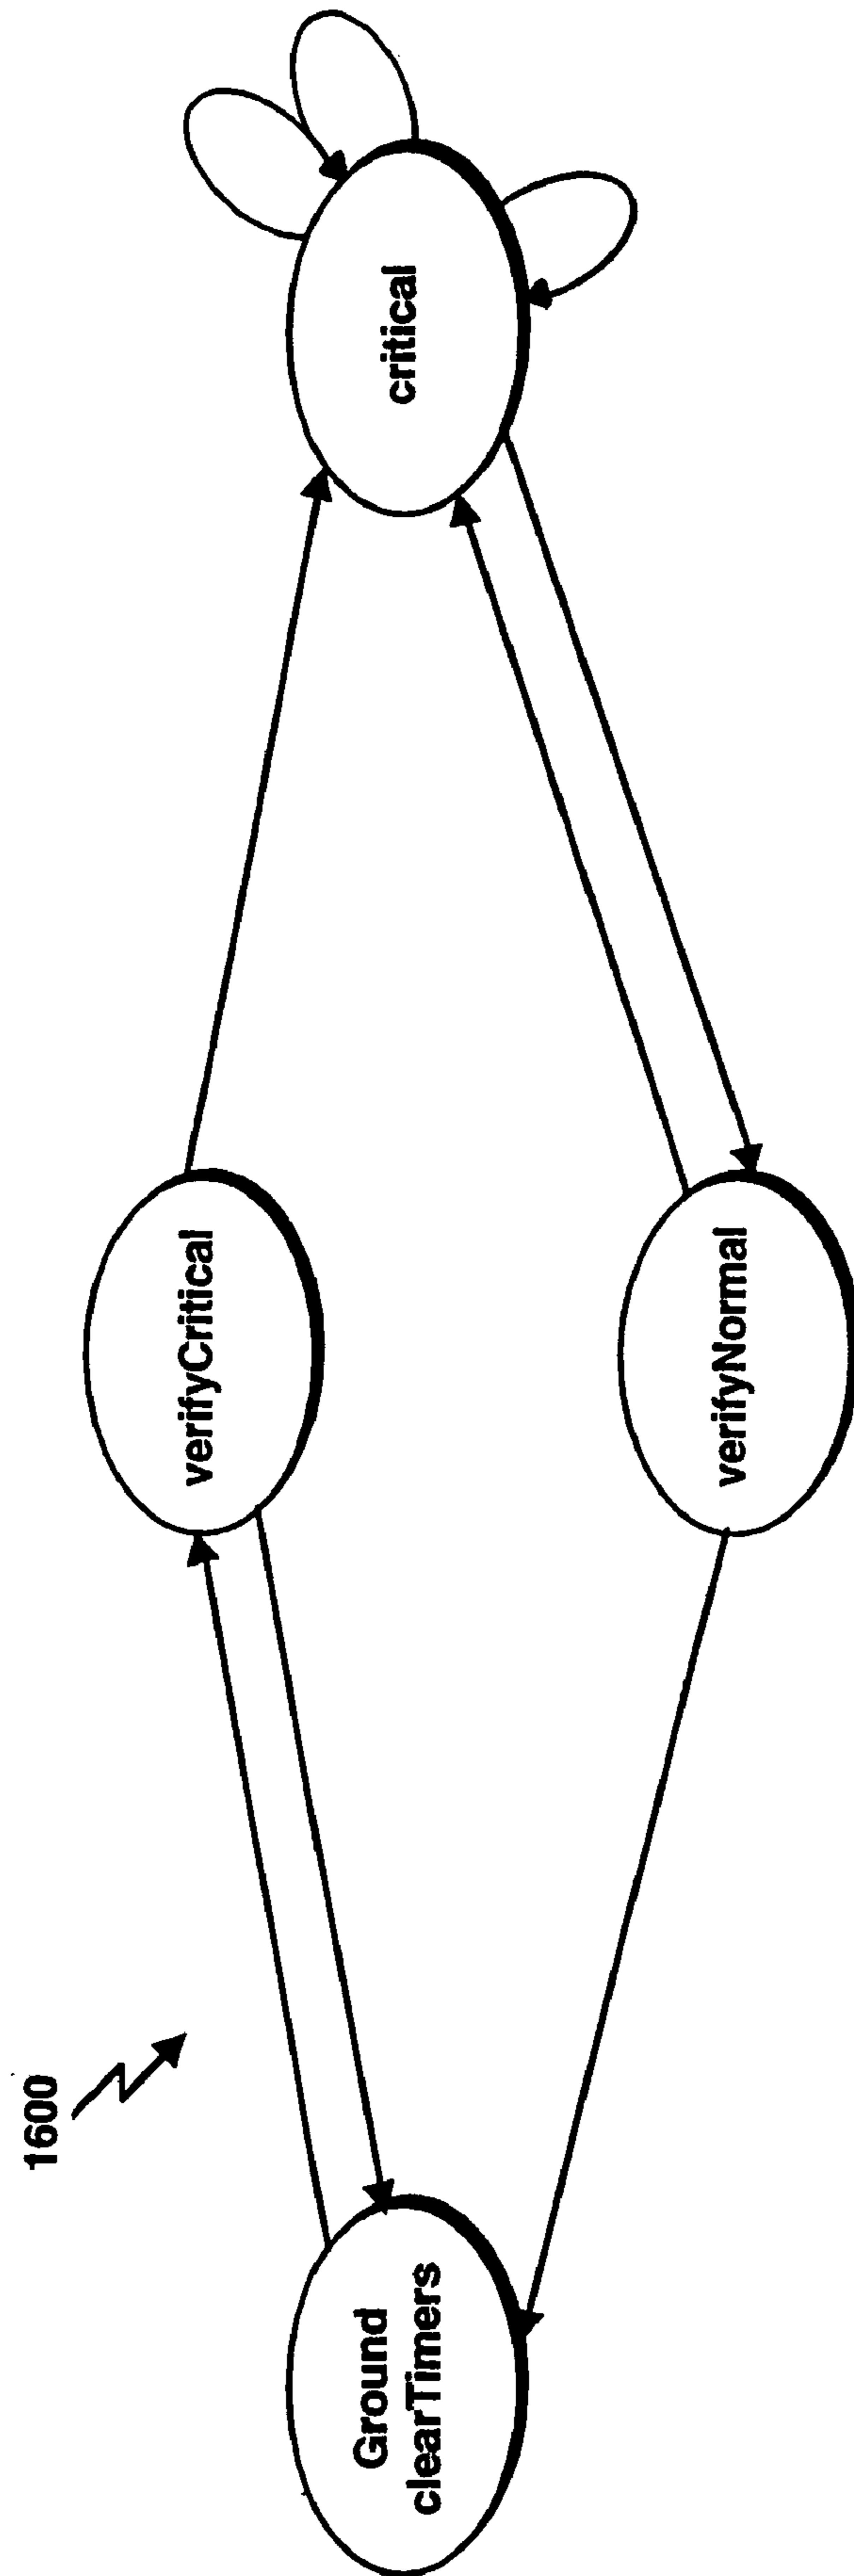 1600
Ground
clearTimers
verifyCritical
verifyNormal
critical